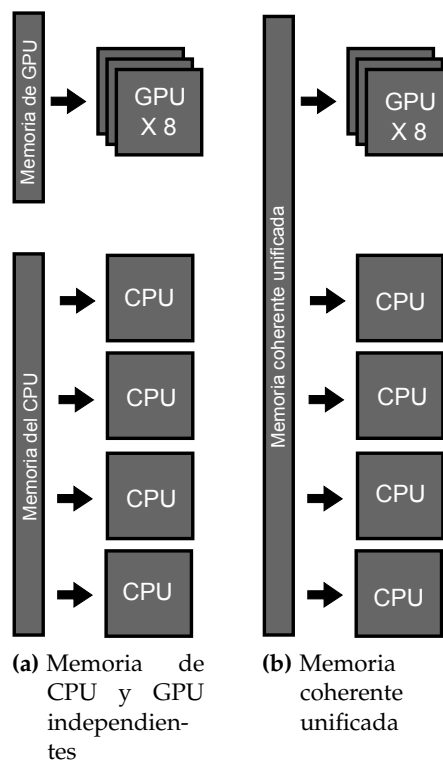 Memoria de GPU
GPU
X 8
Memoria del CPU
CPU
CPU
CPU
CPU
(a) Memoria de
CPU y GPU
independien-
tes
Memoria coherente unificada
GPU
X 8
CPU
CPU
CPU
CPU
(b) Memoria
coherente
unificada